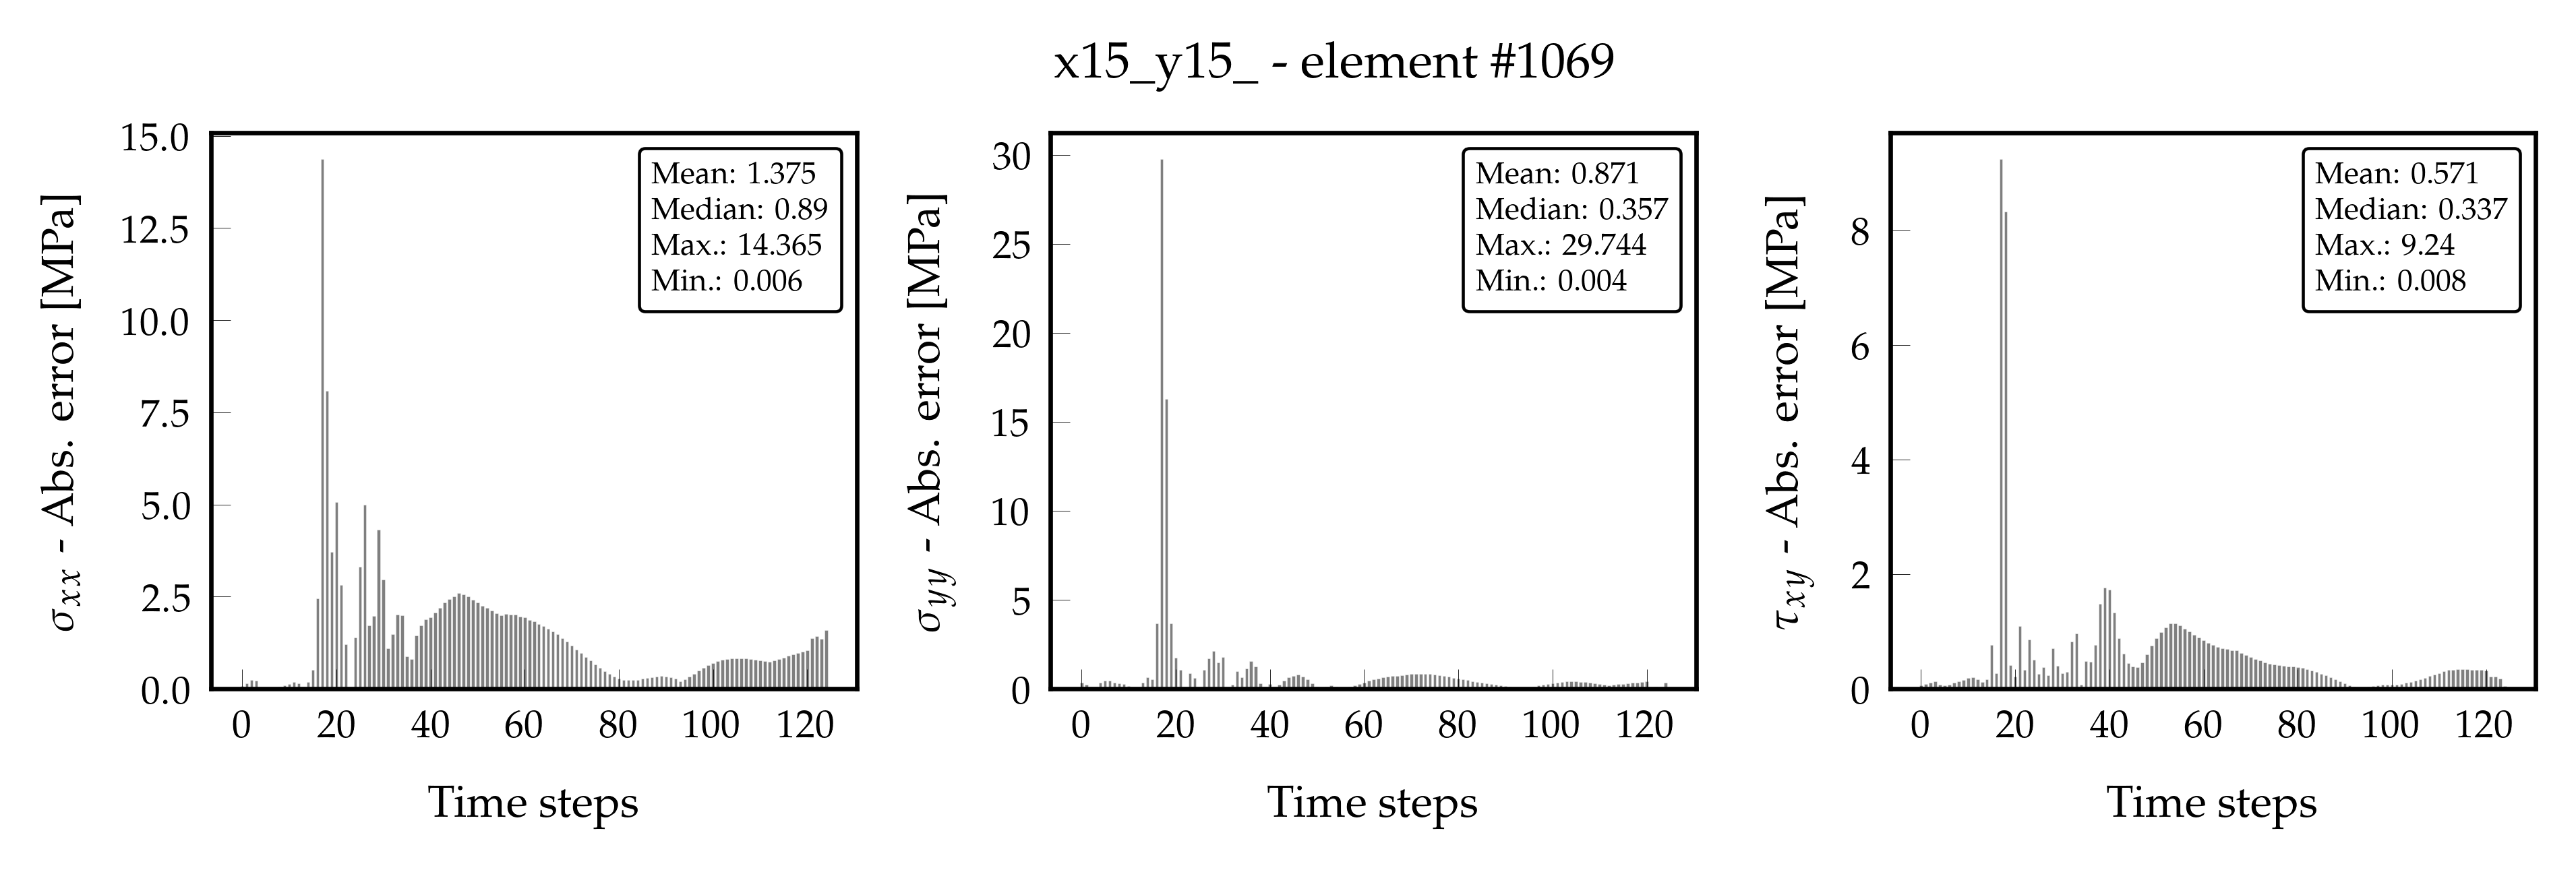 x15_y15_ - element #1069
σxx - Abs. error [MPa]
15.0
12.5
10.0
7.5
5.0
2.5
0.0
Mean: 1.375
Median: 0.89
Max.: 14.365
Min.: 0.006
0 20 40 60 80 100 120
Time steps
σyy - Abs. error [MPa]
30
25
20
15
10
5
0
Mean: 0.871
Median: 0.357
Max.: 29.744
Min.: 0.004
0 20 40 60 80 100 120
Time steps
τxy - Abs. error [MPa]
8
6
4
2
0
Mean: 0.571
Median: 0.337
Max.: 9.24
Min.: 0.008
0 20 40 60 80 100 120
Time steps